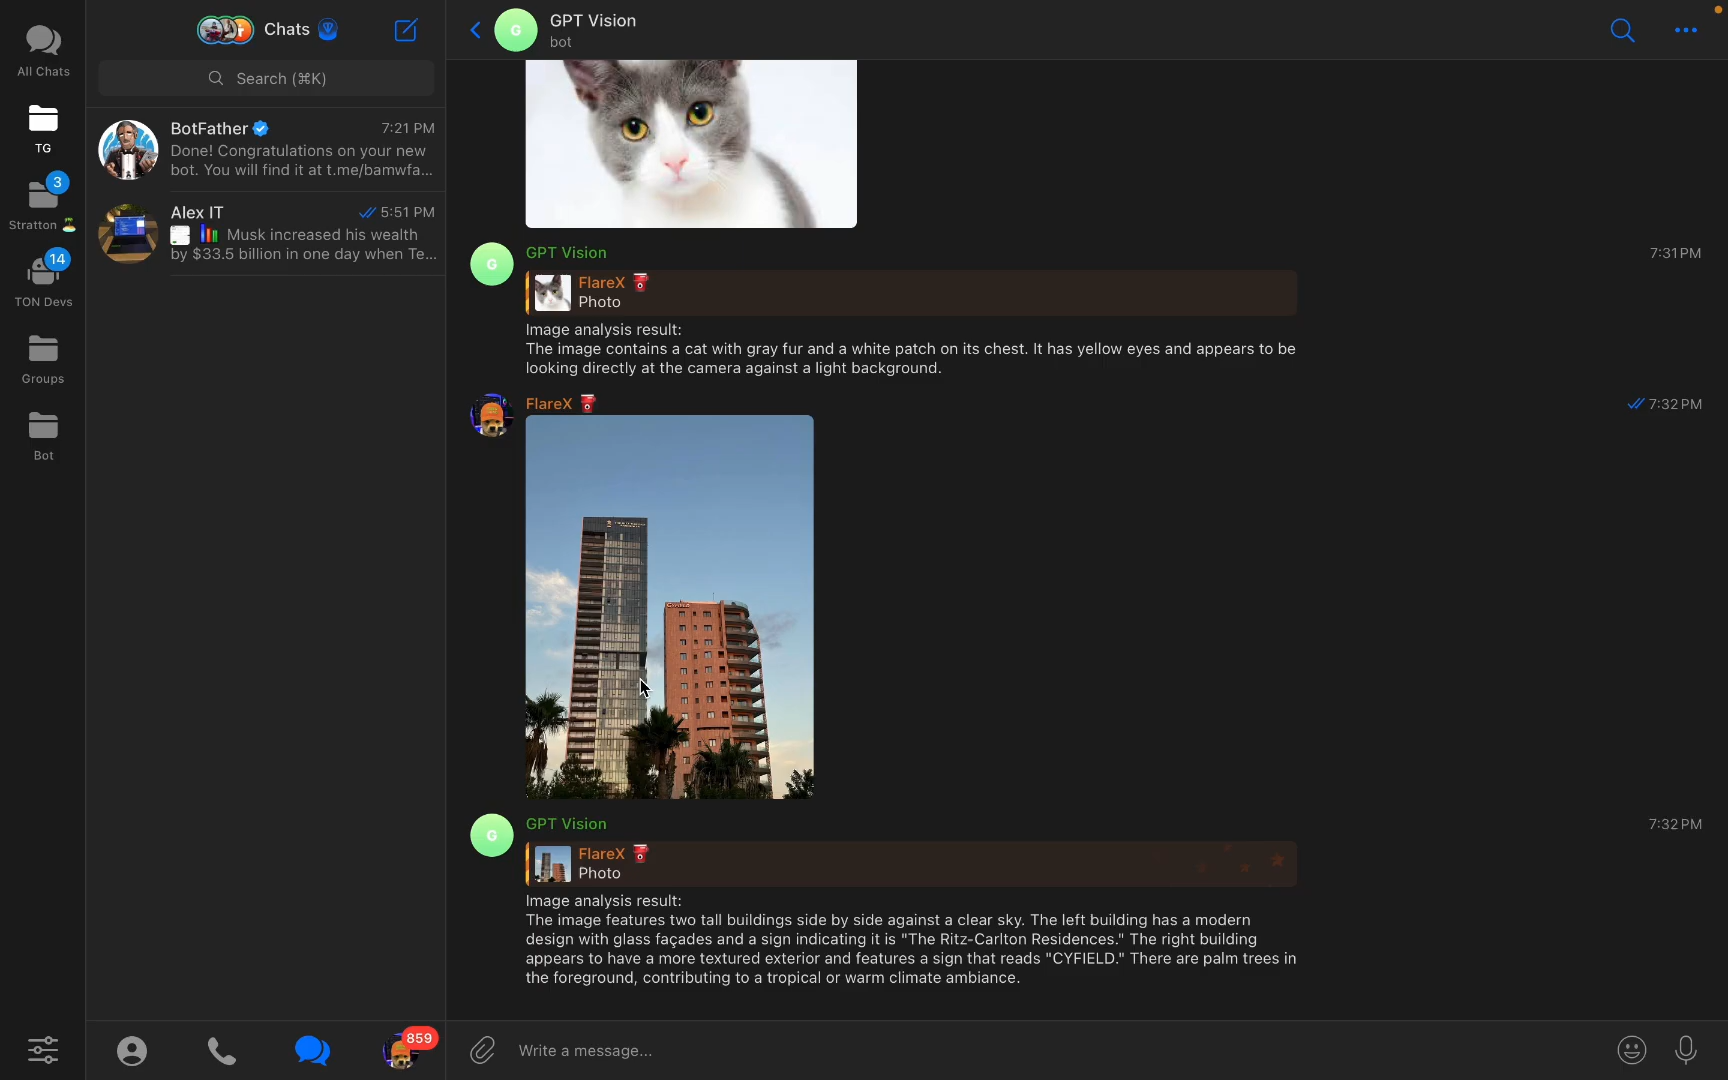 All Chats
TG
3
Stratton 🏝️
14
TON Devs
Groups
Bot
Chats
Search (⌘K)
BotFather
7:21 PM
Done! Congratulations on your new
bot. You will find it at t.me/bamwfa...
Alex IT
5:51 PM
Musk increased his wealth
by $33.5 billion in one day when Te...
859
G
GPT Vision
bot
G
GPT Vision
7:31 PM
FlareX
Photo
Image analysis result:
The image contains a cat with gray fur and a white patch on its chest. It has yellow eyes and appears to be
looking directly at the camera against a light background.
FlareX
7:32 PM
G
GPT Vision
7:32 PM
FlareX
Photo
Image analysis result:
The image features two tall buildings side by side against a clear sky. The left building has a modern
design with glass façades and a sign indicating it is "The Ritz-Carlton Residences." The right building
appears to have a more textured exterior and features a sign that reads "CYFIELD." There are palm trees in
the foreground, contributing to a tropical or warm climate ambiance.
Write a message...